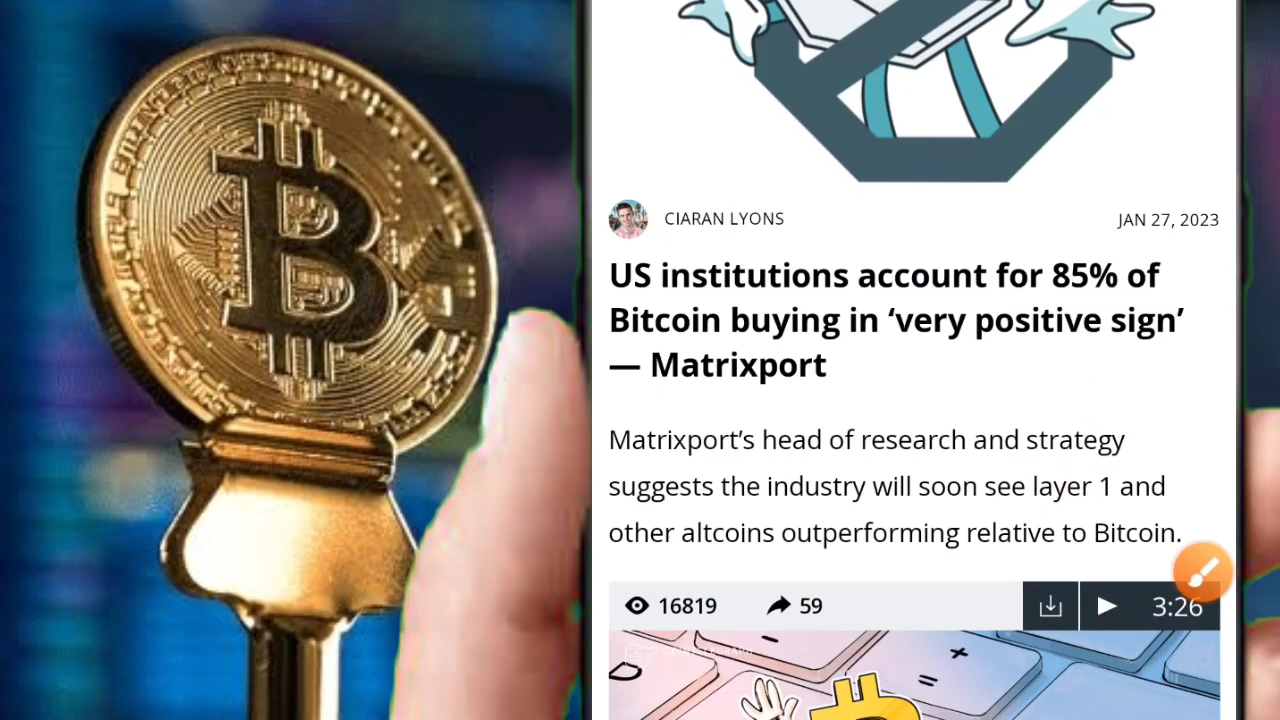 CIARAN LYONS
JAN 27, 2023
US institutions account for 85% of
Bitcoin buying in ‘very positive sign’
— Matrixport
Matrixport’s head of research and strategy
suggests the industry will soon see layer 1 and
other altcoins outperforming relative to Bitcoin.
16819
59
3:26